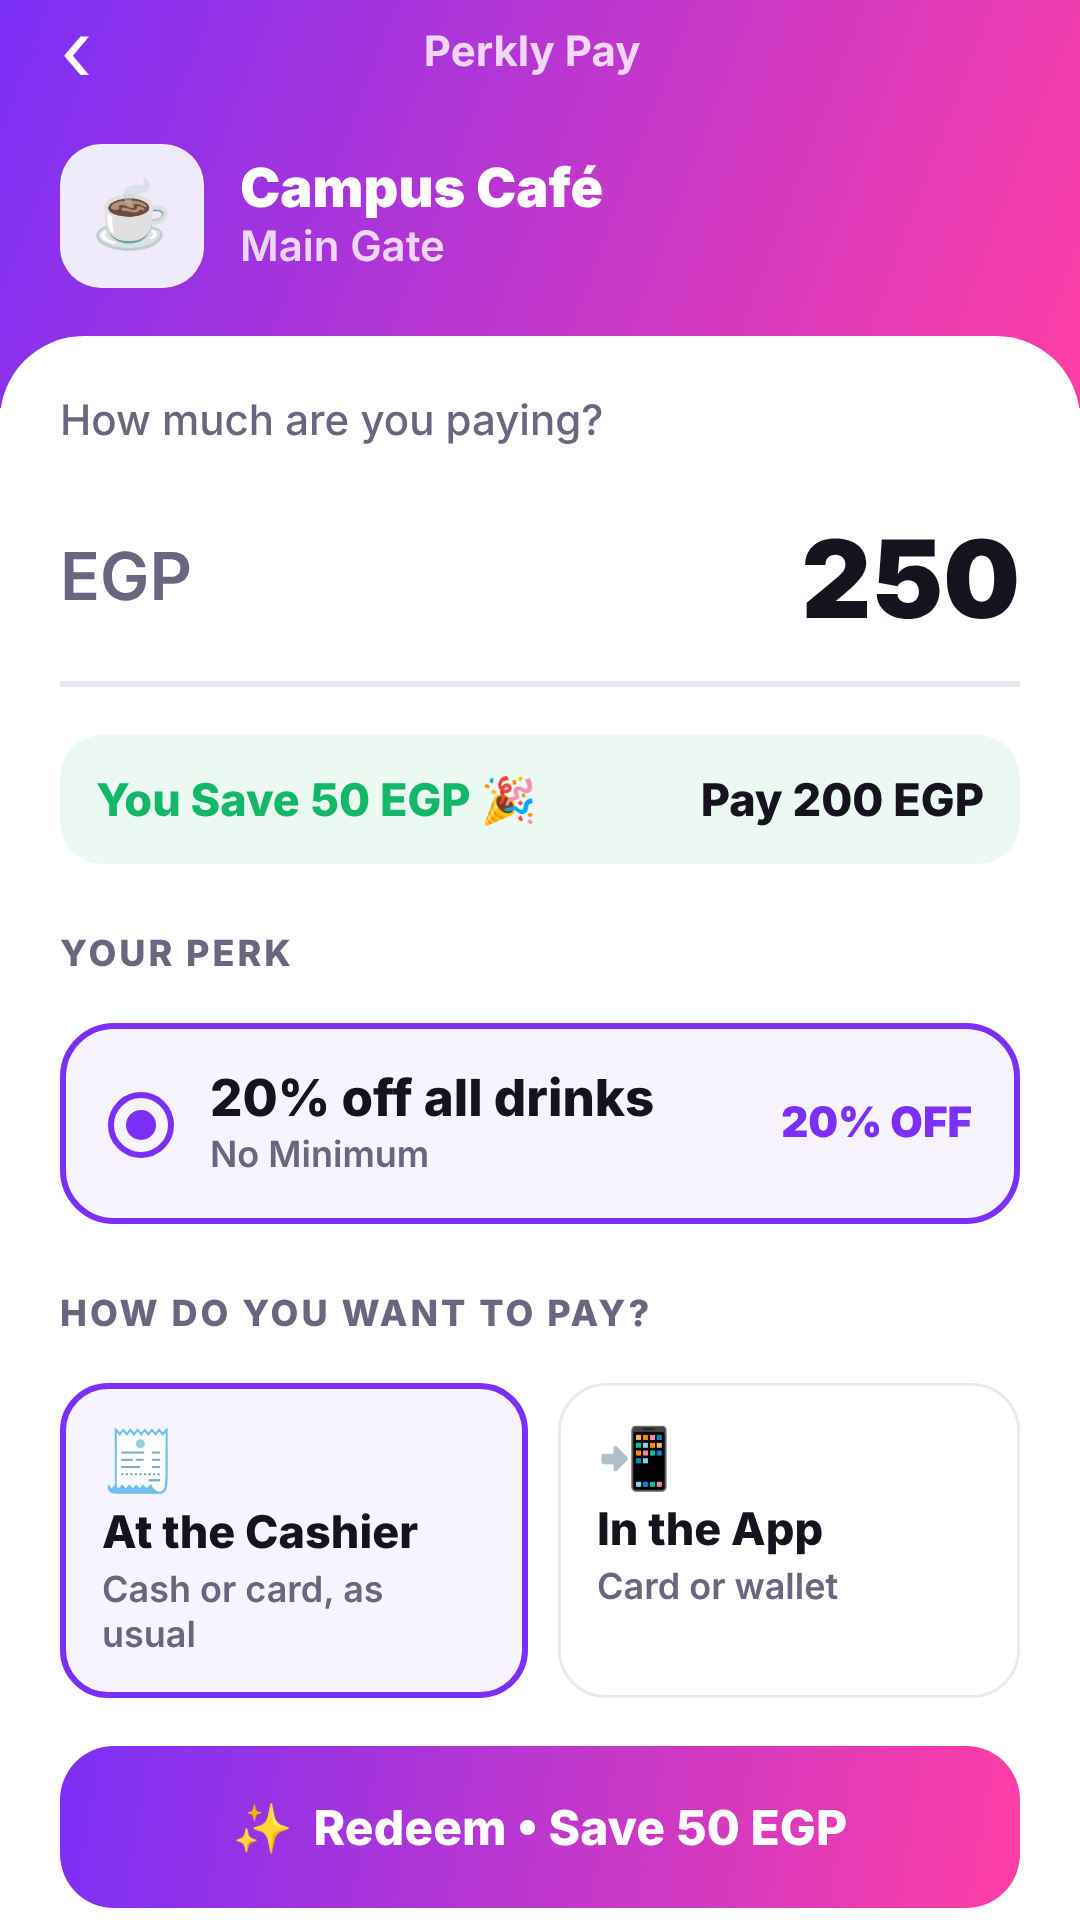 Perkly Pay
Campus Café
Main Gate
How much are you paying?
EGP 250
You Save 50 EGP 🎉 Pay 200 EGP
YOUR PERK
20% off all drinks
No Minimum
20% OFF
HOW DO YOU WANT TO PAY?
At the Cashier
Cash or card, as
usual
In the App
Card or wallet
✨ Redeem • Save 50 EGP